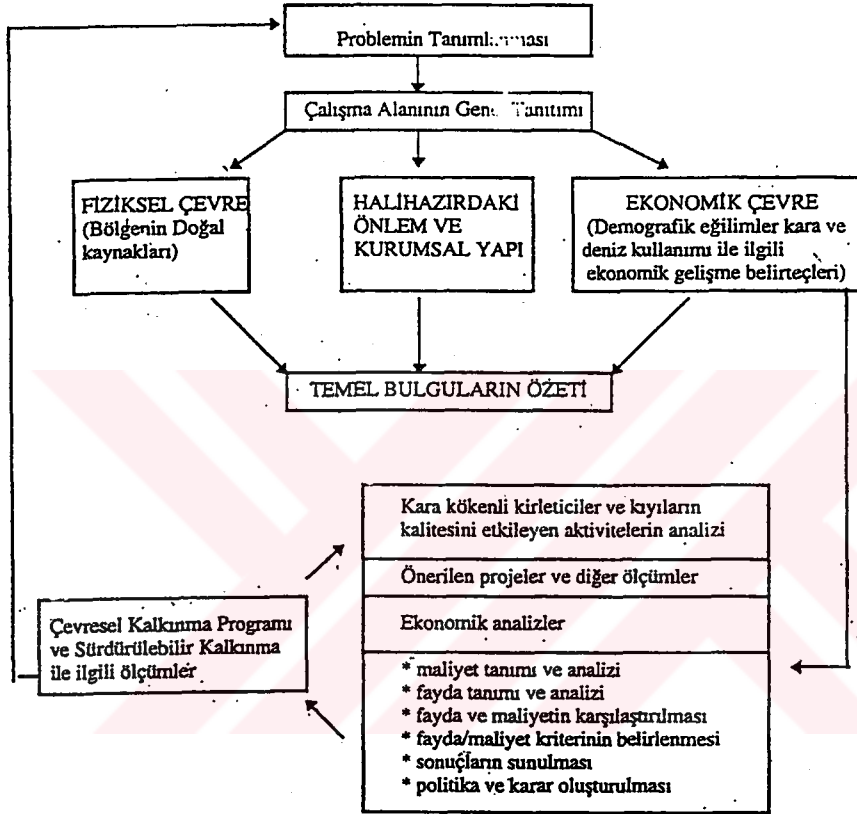 Problemin
Çalışma Alanının Tanıtımı
FİZİKSEL ÇEVRE
(Bölgenin Doğal
kaynakları)
HALİHAZIRDAKİ
ÖNLEM VE
KURUMSAL YAPI
EKONOMİK ÇEVRE
(Demografik eğilimler kara ve
deniz kullanımı ile ilgili
ekonomik gelişme belirteçleri)
TEMEL BULGULARIN ÖZETİ
Kara kökenli kirleticiler ve kıyıların
kalitesini etkileyen aktivitelerin analizi
Önerilen projeler ve diğer ölçümler
Ekonomik analizler
* maliyet tanımı ve analizi
* fayda tanımı ve analizi
* fayda ve maliyetin karşılaştırılması
* fayda/maliyet kriterinin belirlenmesi
* sonuçların sunulması
* politika ve karar oluşturulması
Çevresel Kalkınma Programı
ve Sürdürülebilir Kalkınma
ile ilgili ölçümler